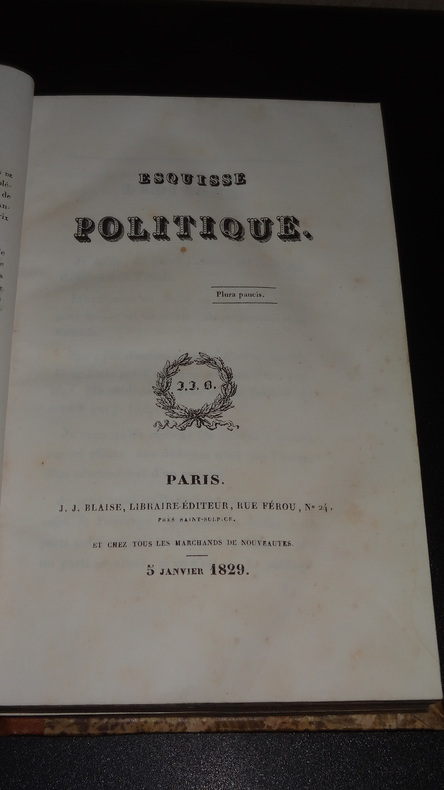 ESQUISSE
POLITIQUE.
Plura paucis.
J. J. B.
PARIS.
J. J. BLAISE, LIBRAIRE-ÉDITEUR, RUE FÉROU, No 24,
PRÈS SAINT-SULPICE,
ET CHEZ TOUS LES MARCHANDS DE NOUVEAUTÉS.
5 JANVIER 1829.